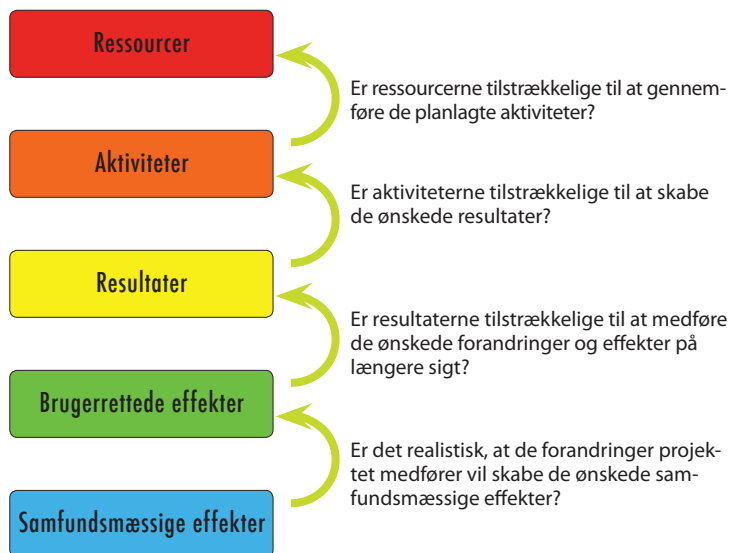 Ressourcer
Er ressourcerne tilstrækkelige til at gennem-
føre de planlagte aktiviteter?
Aktiviteter
Er aktiviteterne tilstrækkelige til at skabe
de ønskede resultater?
Resultater
Er resultaterne tilstrækkelige til at medføre
de ønskede forandringer og effekter på
længere sigt?
Brugerrettede effekter
Er det realistisk, at de forandringer projek-
tet medfører vil skabe de ønskede sam-
fundsmæssige effekter?
Samfundsmæssige effekter